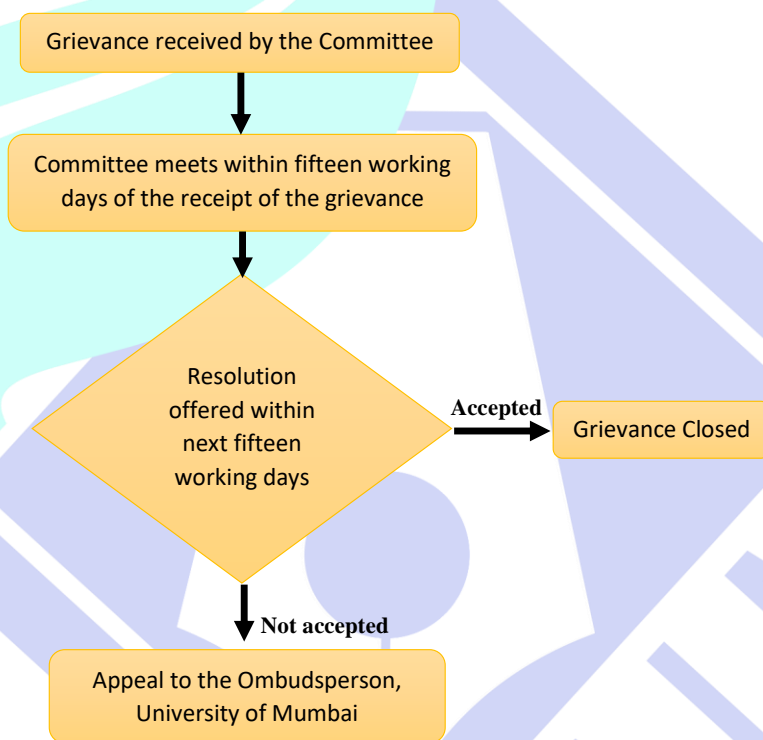 Grievance received by the Committee
Committee meets within fifteen working
days of the receipt of the grievance
Resolution
offered within
next fifteen
working days
Accepted
Grievance Closed
Not accepted
Appeal to the Ombudsperson,
University of Mumbai